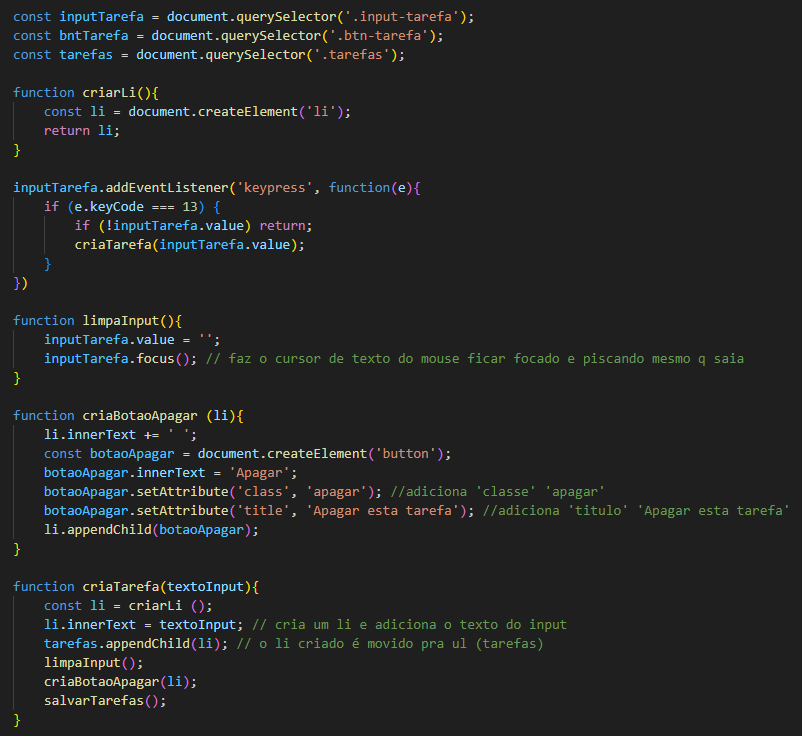 const inputTarefa = document.querySelector('.input-tarefa');
const bntTarefa = document.querySelector('.btn-tarefa');
const tarefas = document.querySelector('.tarefas');

function criarLi(){
    const li = document.createElement('li');
    return li;
}

inputTarefa.addEventListener('keypress', function(e){
    if (e.keyCode === 13) {
        if (!inputTarefa.value) return;
        criaTarefa(inputTarefa.value);
    }
})

function limpaInput(){
    inputTarefa.value = '';
    inputTarefa.focus(); // faz o cursor de texto do mouse ficar focado e piscando mesmo q saia
}

function criaBotaoApagar (li){
    li.innerText += ' ';
    const botaoApagar = document.createElement('button');
    botaoApagar.innerText = 'Apagar';
    botaoApagar.setAttribute('class', 'apagar'); //adiciona 'classe' 'apagar'
    botaoApagar.setAttribute('title', 'Apagar esta tarefa'); //adiciona 'titulo' 'Apagar esta tarefa'
    li.appendChild(botaoApagar);
}

function criaTarefa(textoInput){
    const li = criarLi ();
    li.innerText = textoInput; // cria um li e adiciona o texto do input
    tarefas.appendChild(li); // o li criado é movido pra ul (tarefas)
    limpaInput();
    criaBotaoApagar(li);
    salvarTarefas();
}